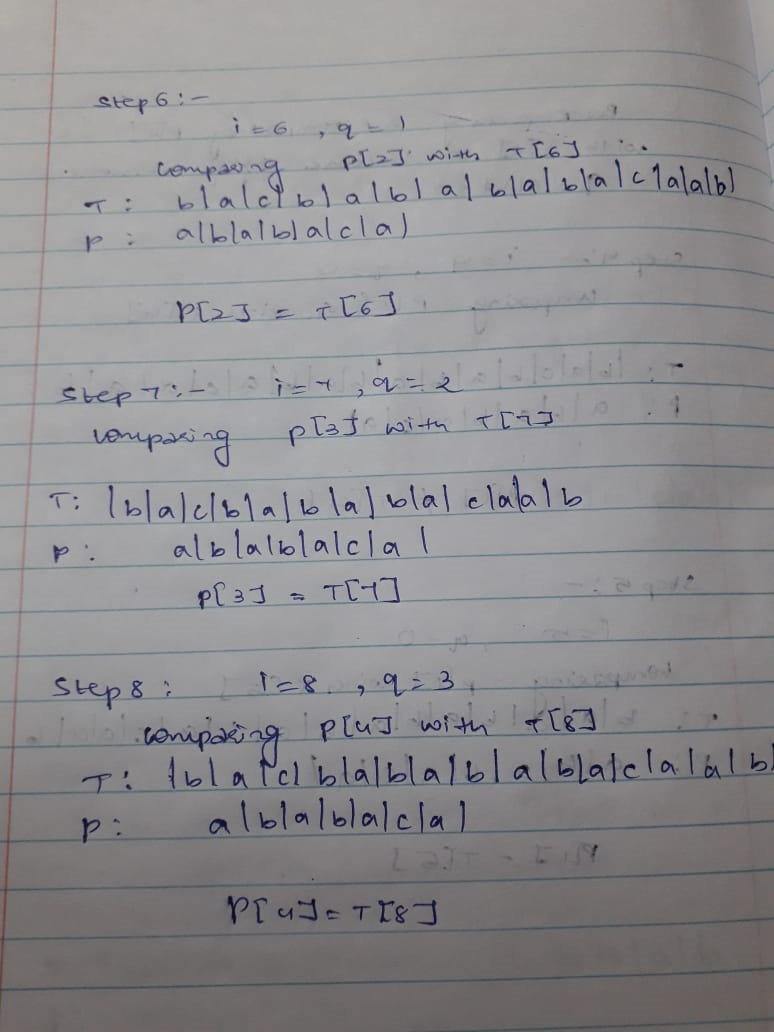 Step 6 :-
i = 6 , q = 1
comparing P[2] with T[6]
T : b|a|c|b|a|b|a|b|a|b|a|c|a|a|b|
P : a|b|a|b|a|c|a|
P[2] = T[6]
Step 7 :- i = 7 , q = 2
comparing P[3] with T[7]
T: |b|a|c|b|a|b|a|b|a| c|a|a|b
P : a|b|a|b|a|c|a|
P[3] = T[7]
Step 8 : i = 8 , q = 3
comparing P[4] with T[8]
T : |b|a|c|b|a|b|a|b|a|b|a|c|a|a|b
P : a|b|a|b|a|c|a|
P[4] = T[8]